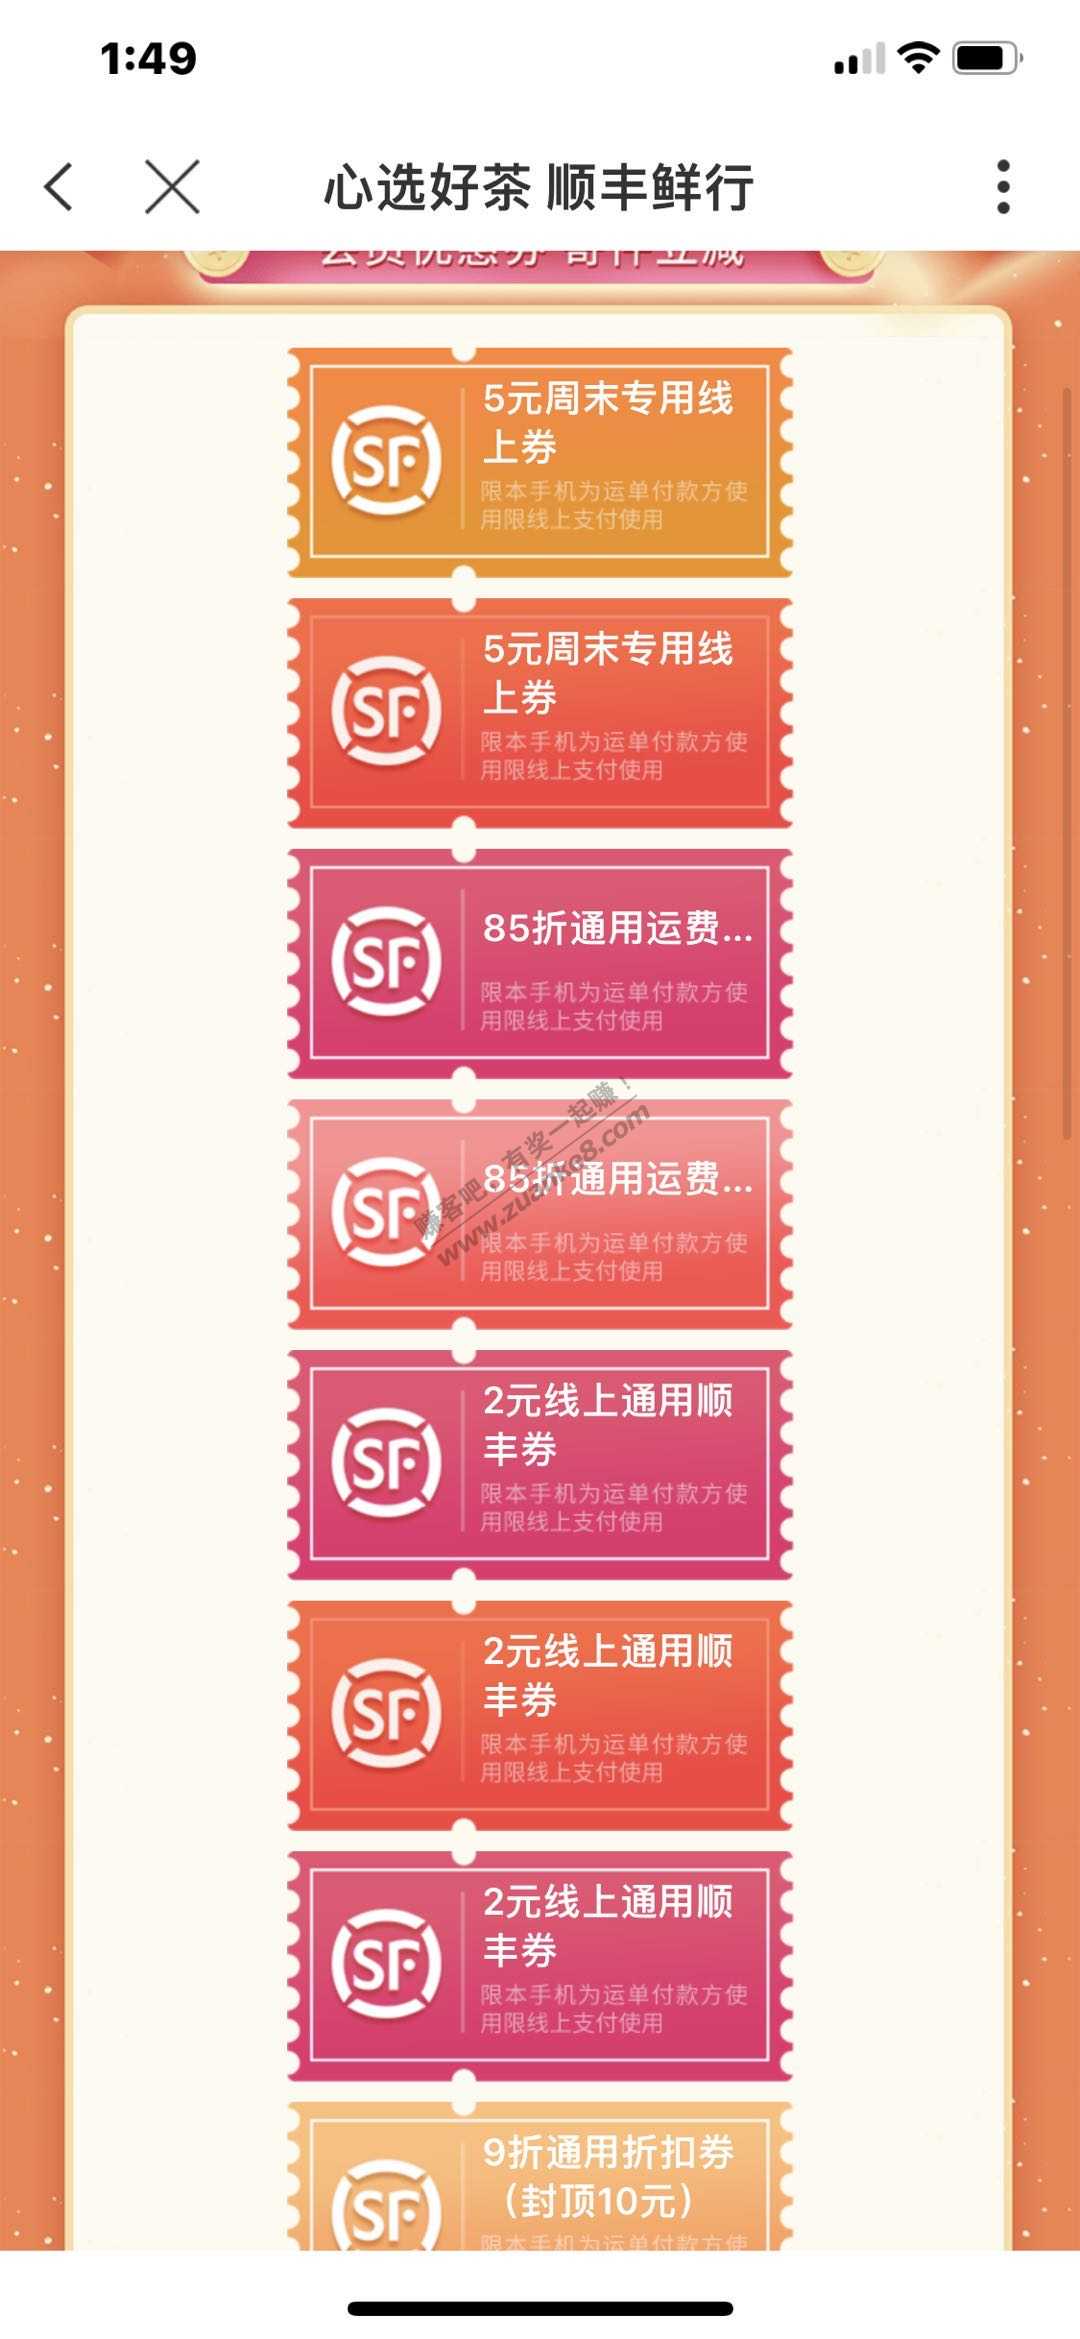 1:49
心选好茶 顺丰鲜行
会员优惠券 寄件立减
SF
5元周末专用线
上券
限本手机为运单付款方使
用限线上支付使用
SF
5元周末专用线
上券
限本手机为运单付款方使
用限线上支付使用
SF
85折通用运费...
限本手机为运单付款方使
用限线上支付使用
SF
85折通用运费...
限本手机为运单付款方使
用限线上支付使用
赚客吧，有奖一起赚！
www.zuanke8.com
SF
2元线上通用顺
丰券
限本手机为运单付款方使
用限线上支付使用
SF
2元线上通用顺
丰券
限本手机为运单付款方使
用限线上支付使用
SF
2元线上通用顺
丰券
限本手机为运单付款方使
用限线上支付使用
SF
9折通用折扣券
（封顶10元）
限本手机为运单付款方使